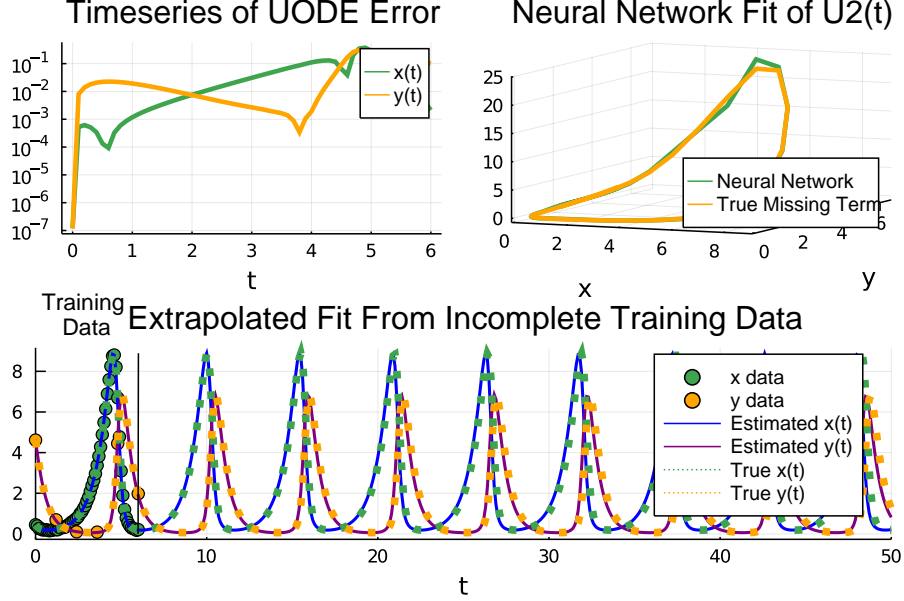 Timeseries of UODE Error
10⁻¹
10⁻²
10⁻³
10⁻⁴
10⁻⁵
10⁻⁶
10⁻⁷
x(t)
y(t)
0 1 2 3 4 5 6
t
Neural Network Fit of U2(t)
25
20
15
10
5
0
Neural Network
True Missing Term
0 2 4 6 8
0 2 4 6
x
y
Training
Data
Extrapolated Fit From Incomplete Training Data
8
6
4
2
0
x data
y data
Estimated x(t)
Estimated y(t)
True x(t)
True y(t)
0 10 20 30 40 50
t